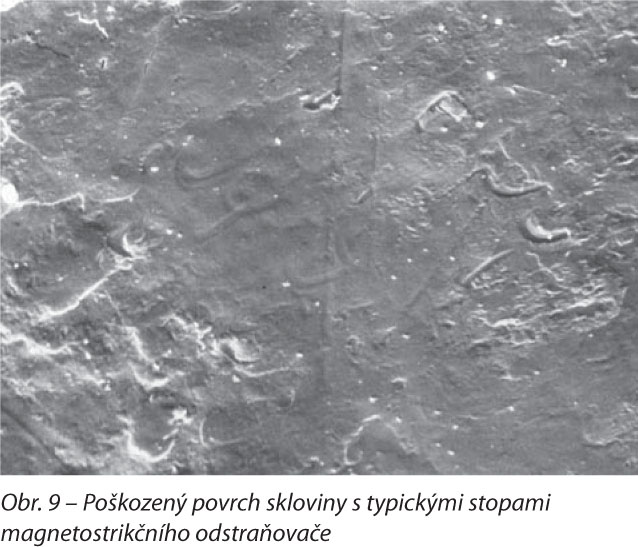 Obr. 9 – Poškozený povrch skloviny s typickými stopami
magnetostrikčního odstraňovače